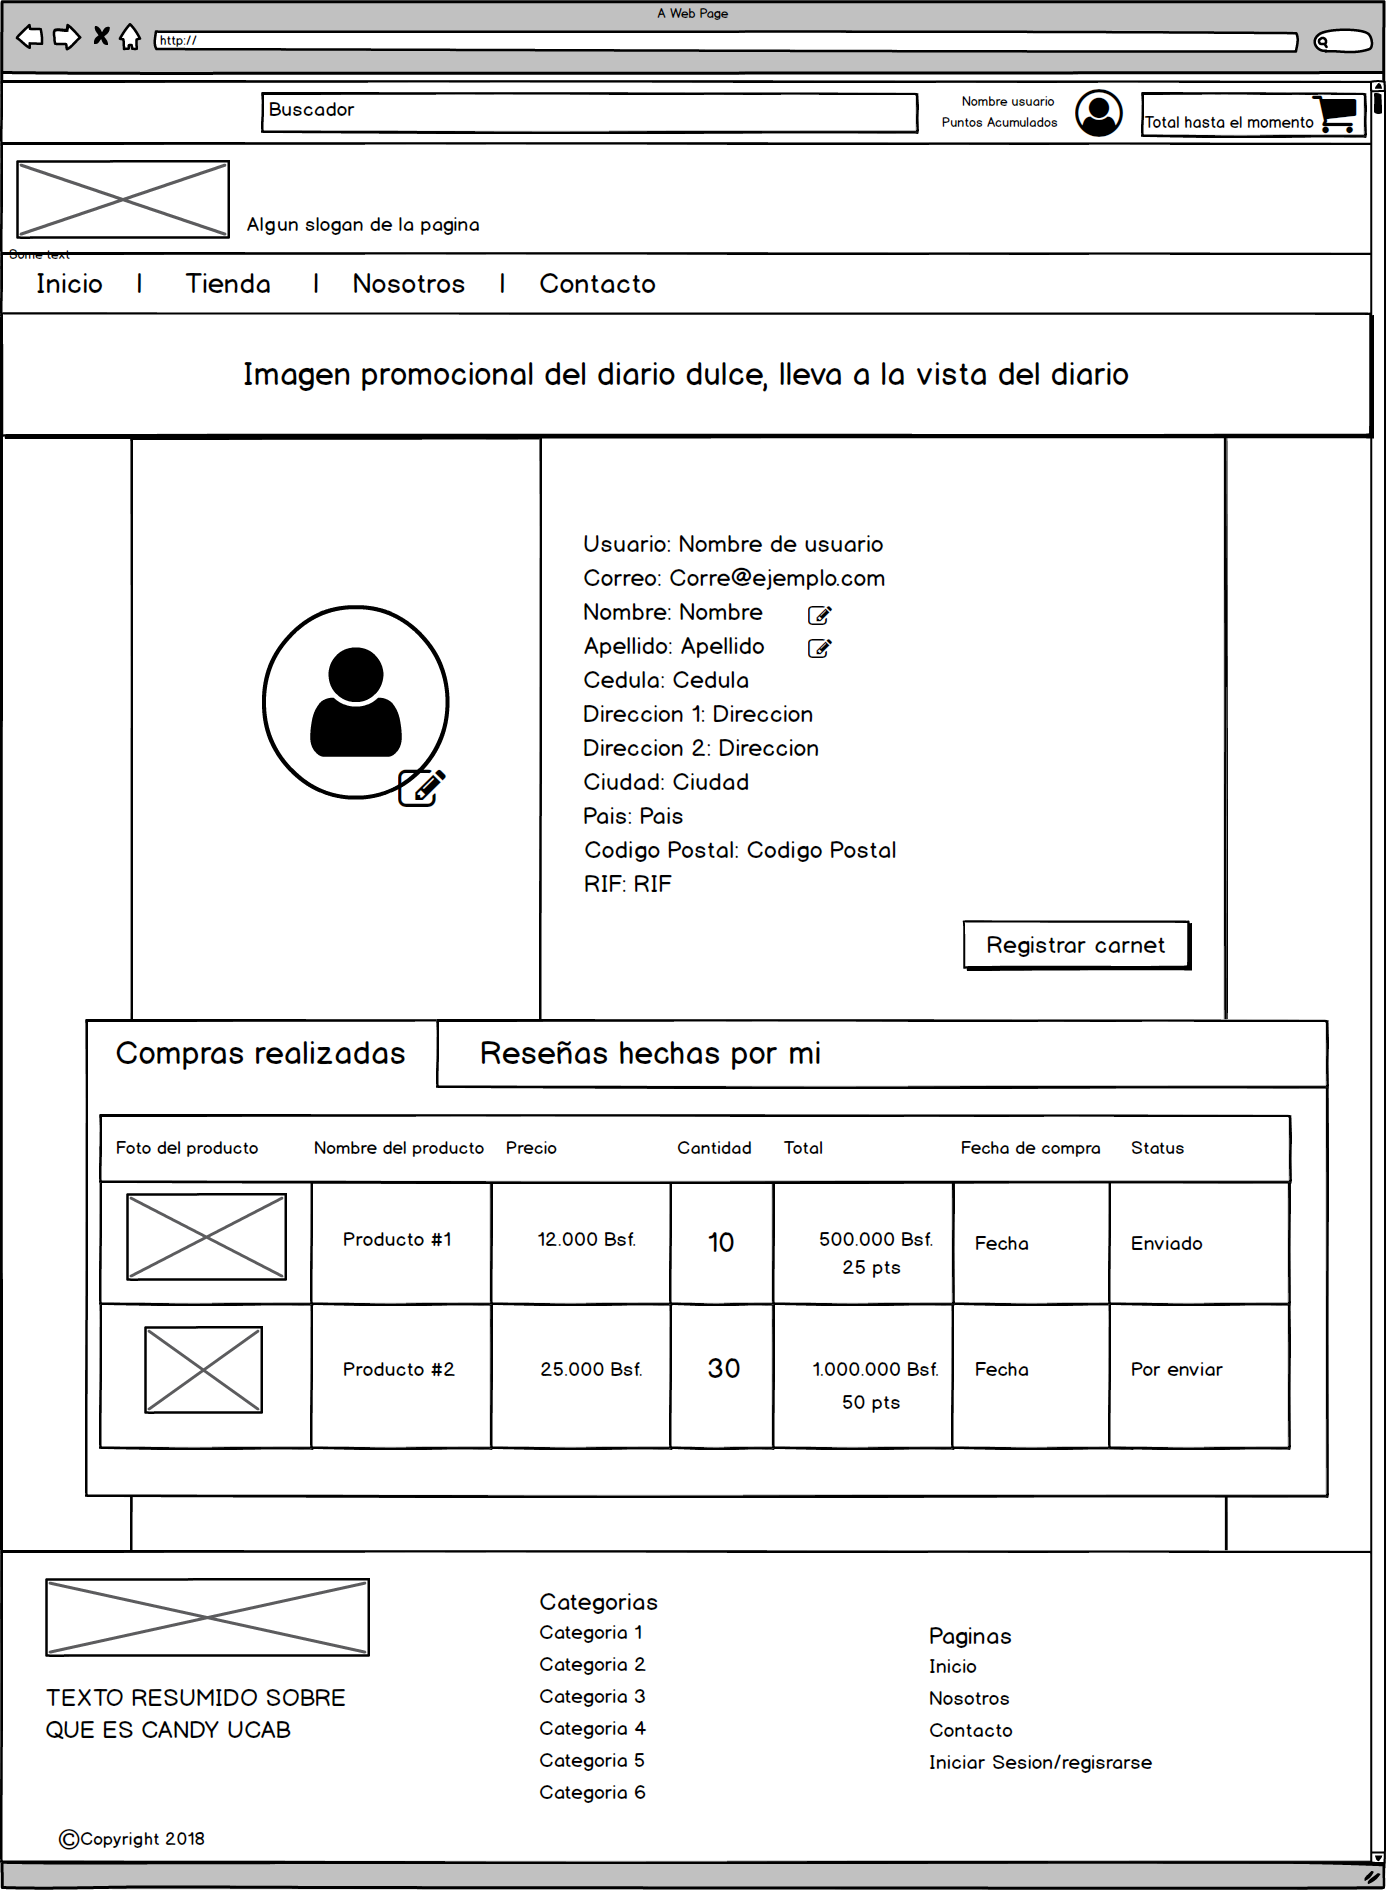 A Web Page
http://
Buscador
Nombre usuario
Puntos Acumulados
Total hasta el momento
Algun slogan de la pagina
Some text
Inicio | Tienda | Nosotros | Contacto
Imagen promocional del diario dulce, lleva a la vista del diario
Usuario: Nombre de usuario
Correo: Corre@ejemplo.com
Nombre: Nombre
Apellido: Apellido
Cedula: Cedula
Direccion 1: Direccion
Direccion 2: Direccion
Ciudad: Ciudad
Pais: Pais
Codigo Postal: Codigo Postal
RIF: RIF
Registrar carnet
Compras realizadas Reseñas hechas por mi
Foto del producto Nombre del producto Precio Cantidad Total Fecha de compra Status
Producto #1 12.000 Bsf. 10 500.000 Bsf. Fecha Enviado
25 pts
Producto #2 25.000 Bsf. 30 1.000.000 Bsf. Fecha Por enviar
50 pts
TEXTO RESUMIDO SOBRE
QUE ES CANDY UCAB
Categorias
Categoria 1
Categoria 2
Categoria 3
Categoria 4
Categoria 5
Categoria 6
Paginas
Inicio
Nosotros
Contacto
Iniciar Sesion/regisrarse
©Copyright 2018